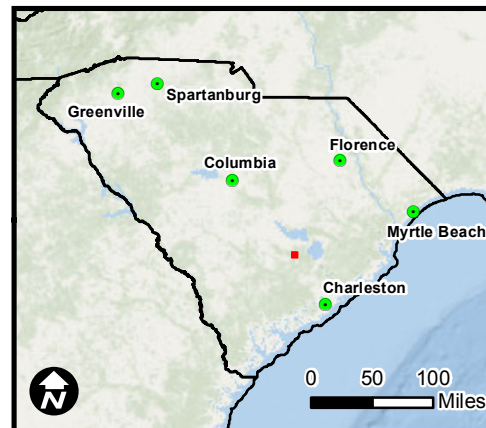 Spartanburg
Greenville
Florence
Columbia
Myrtle Beach
Charleston
N
0 50 100
Miles